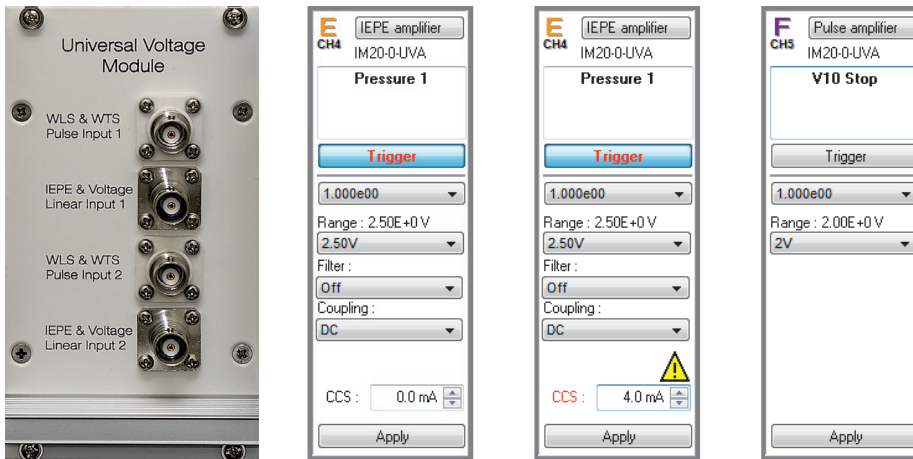 Universal Voltage
Module
WLS & WTS
Pulse Input 1
IEPE & Voltage
Linear Input 1
WLS & WTS
Pulse Input 2
IEPE & Voltage
Linear Input 2
E
CH4
IEPE amplifier
IM20-0-UVA
Pressure 1
Trigger
1.000e00
Range : 2.50E+0 V
2.50V
Filter :
Off
Coupling :
DC
CCS : 0.0 mA
Apply
E
CH4
IEPE amplifier
IM20-0-UVA
Pressure 1
Trigger
1.000e00
Range : 2.50E+0 V
2.50V
Filter :
Off
Coupling :
DC
CCS : 4.0 mA
Apply
F
CH5
Pulse amplifier
IM20-0-UVA
V10 Stop
Trigger
1.000e00
Range : 2.00E+0 V
2V
Apply